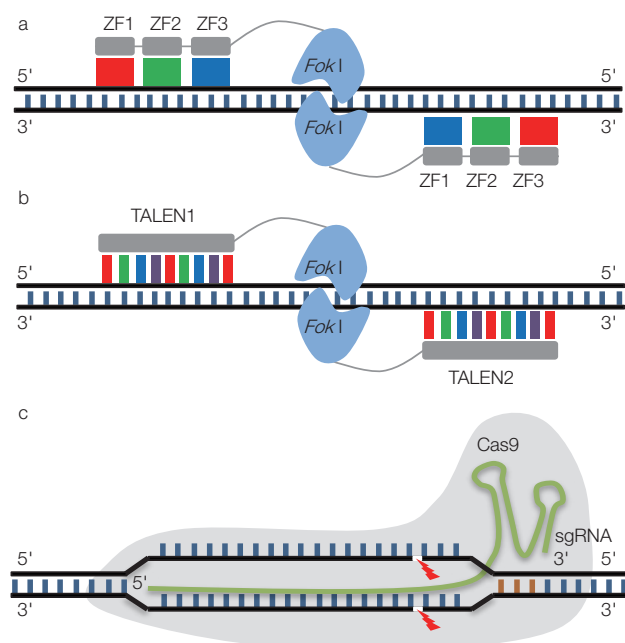 a
ZF1 ZF2 ZF3
Fok I
5' 5'
3' 3'
Fok I
ZF1 ZF2 ZF3
b
TALEN1
Fok I
5' 5'
3' 3'
Fok I
TALEN2
c
Cas9
sgRNA
5' 3' 5'
5'
3' 3'